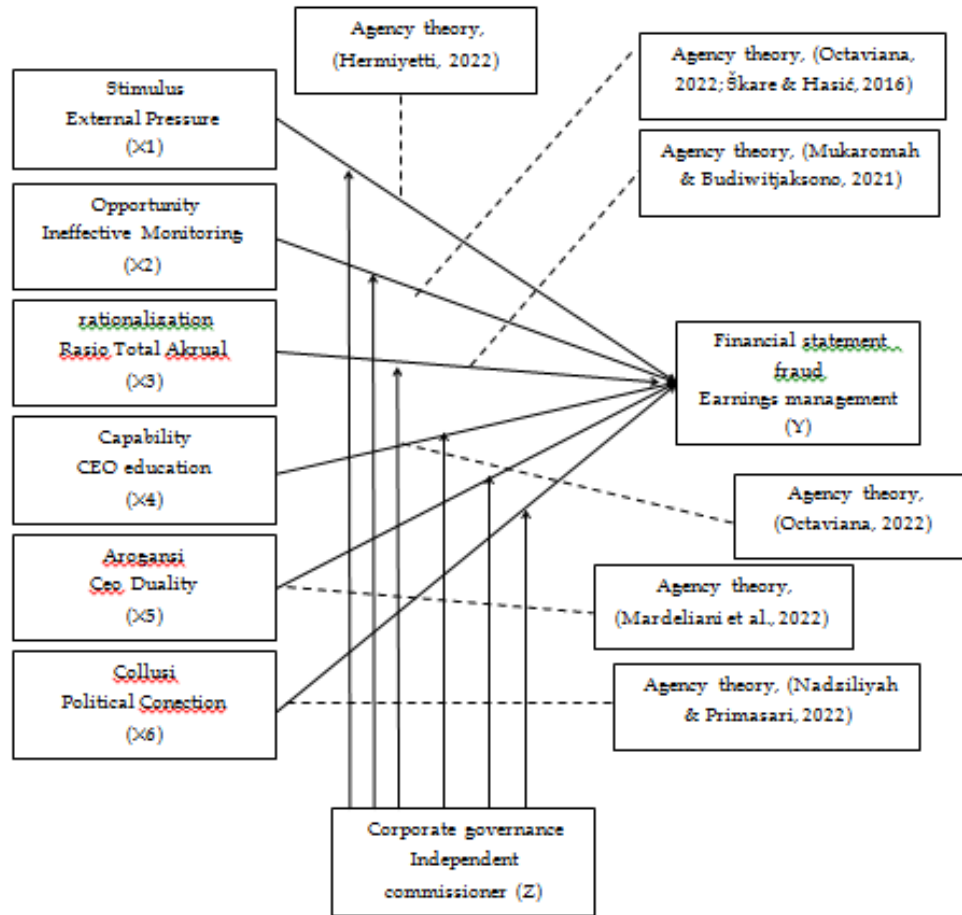 Agency theory,
(Hermiyetti, 2022)
Agency theory, (Octaviana,
2022; Škare & Hasić, 2016)
Stimulus
External Pressure
(X1)
Agency theory, (Mukaromah
& Budiwitjaksono, 2021)
Opportunity
Ineffective Monitoring
(X2)
rationalization
Rasio Total Akrual
(X3)
Financial statement
fraud
Earnings management
(Y)
Capability
CEO education
(X4)
Agency theory,
(Octaviana, 2022)
Arogansi
Ceo Duality
(X5)
Agency theory,
(Mardeliani et al., 2022)
Collusi
Political Conection
(X6)
Agency theory, (Nadziliyah
& Primasari, 2022)
Corporate governance
Independent
commissioner (Z)